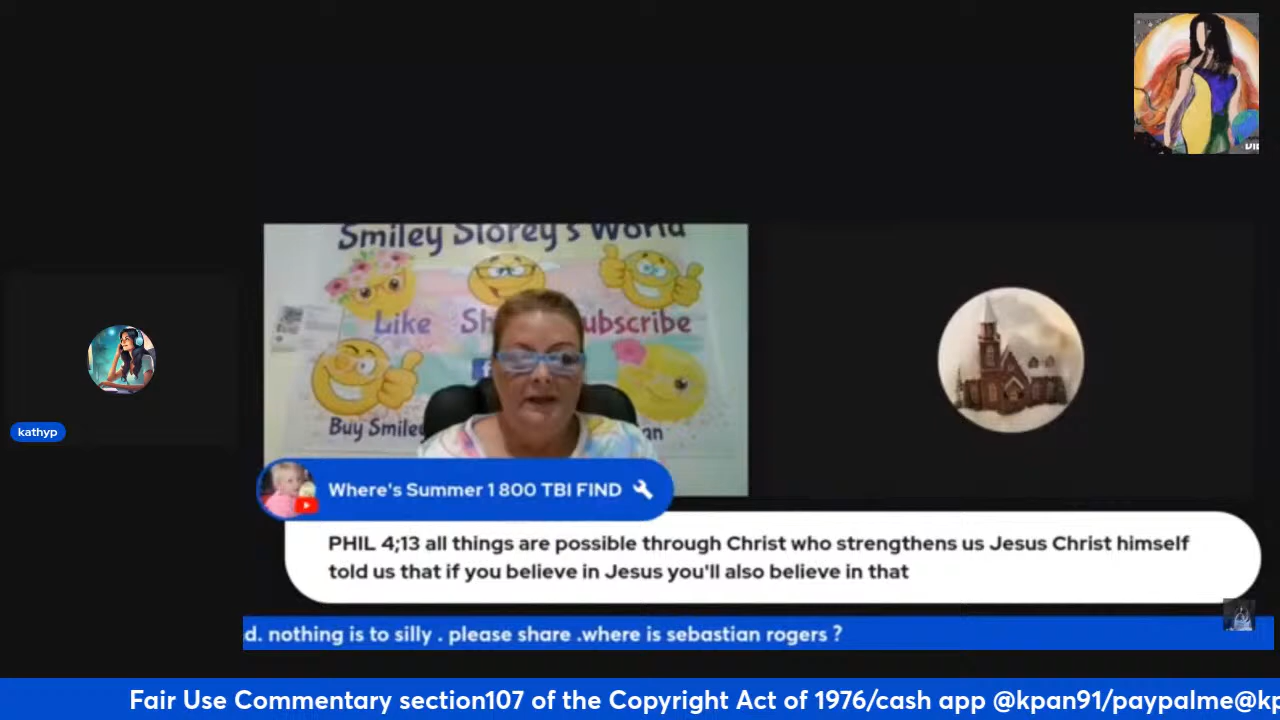 Smiley Storey's World
Like Sh ubscribe
Buy Smiley an
kathyp
Where's Summer 1 800 TBI FIND
PHIL 4;13 all things are possible through Christ who strengthens us Jesus Christ himself
told us that if you believe in Jesus you'll also believe in that
d. nothing is to silly . please share .where is sebastian rogers ?
Fair Use Commentary section107 of the Copyright Act of 1976/cash app @kpan91/paypalme@kp